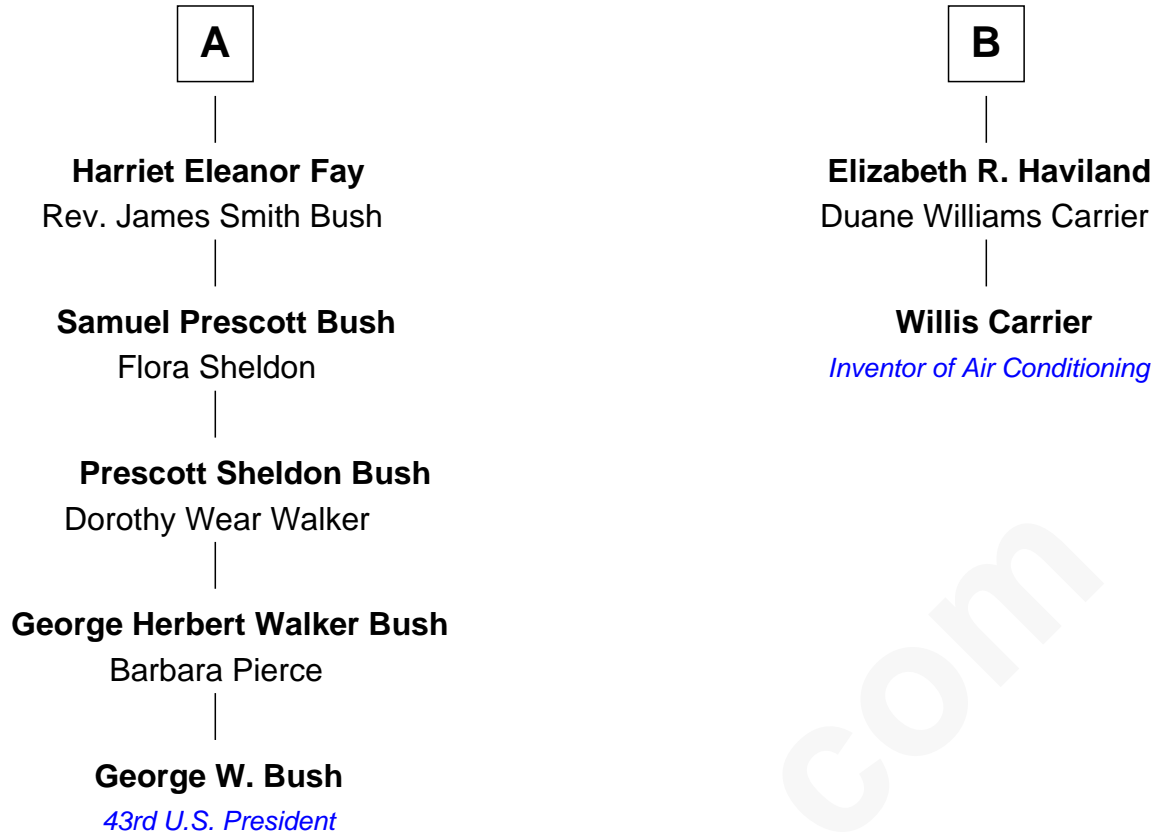 A
Harriet Eleanor Fay
Rev. James Smith Bush
Samuel Prescott Bush
Flora Sheldon
Prescott Sheldon Bush
Dorothy Wear Walker
George Herbert Walker Bush
Barbara Pierce
George W. Bush
43rd U.S. President
B
Elizabeth R. Haviland
Duane Williams Carrier
Willis Carrier
Inventor of Air Conditioning
com